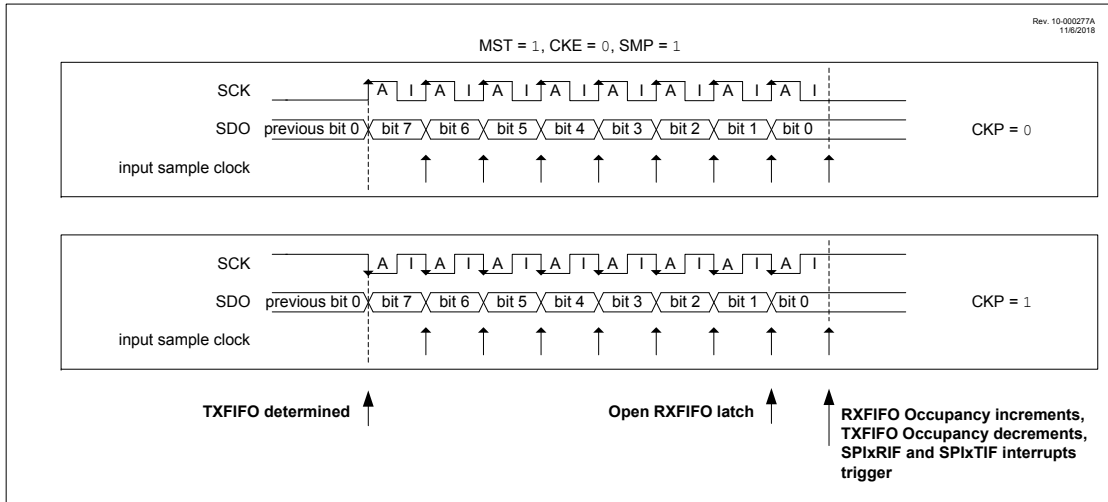 Rev. 10-000277A
11/6/2018
MST = 1, CKE = 0, SMP = 1
SCK A I A I A I A I A I A I A I A I
SDO previous bit 0 bit 7 bit 6 bit 5 bit 4 bit 3 bit 2 bit 1 bit 0 CKP = 0
input sample clock
SCK A I A I A I A I A I A I A I A I
SDO previous bit 0 bit 7 bit 6 bit 5 bit 4 bit 3 bit 2 bit 1 bit 0 CKP = 1
input sample clock
TXFIFO determined
Open RXFIFO latch
RXFIFO Occupancy increments,
TXFIFO Occupancy decrements,
SPIxRIF and SPIxTIF interrupts
trigger